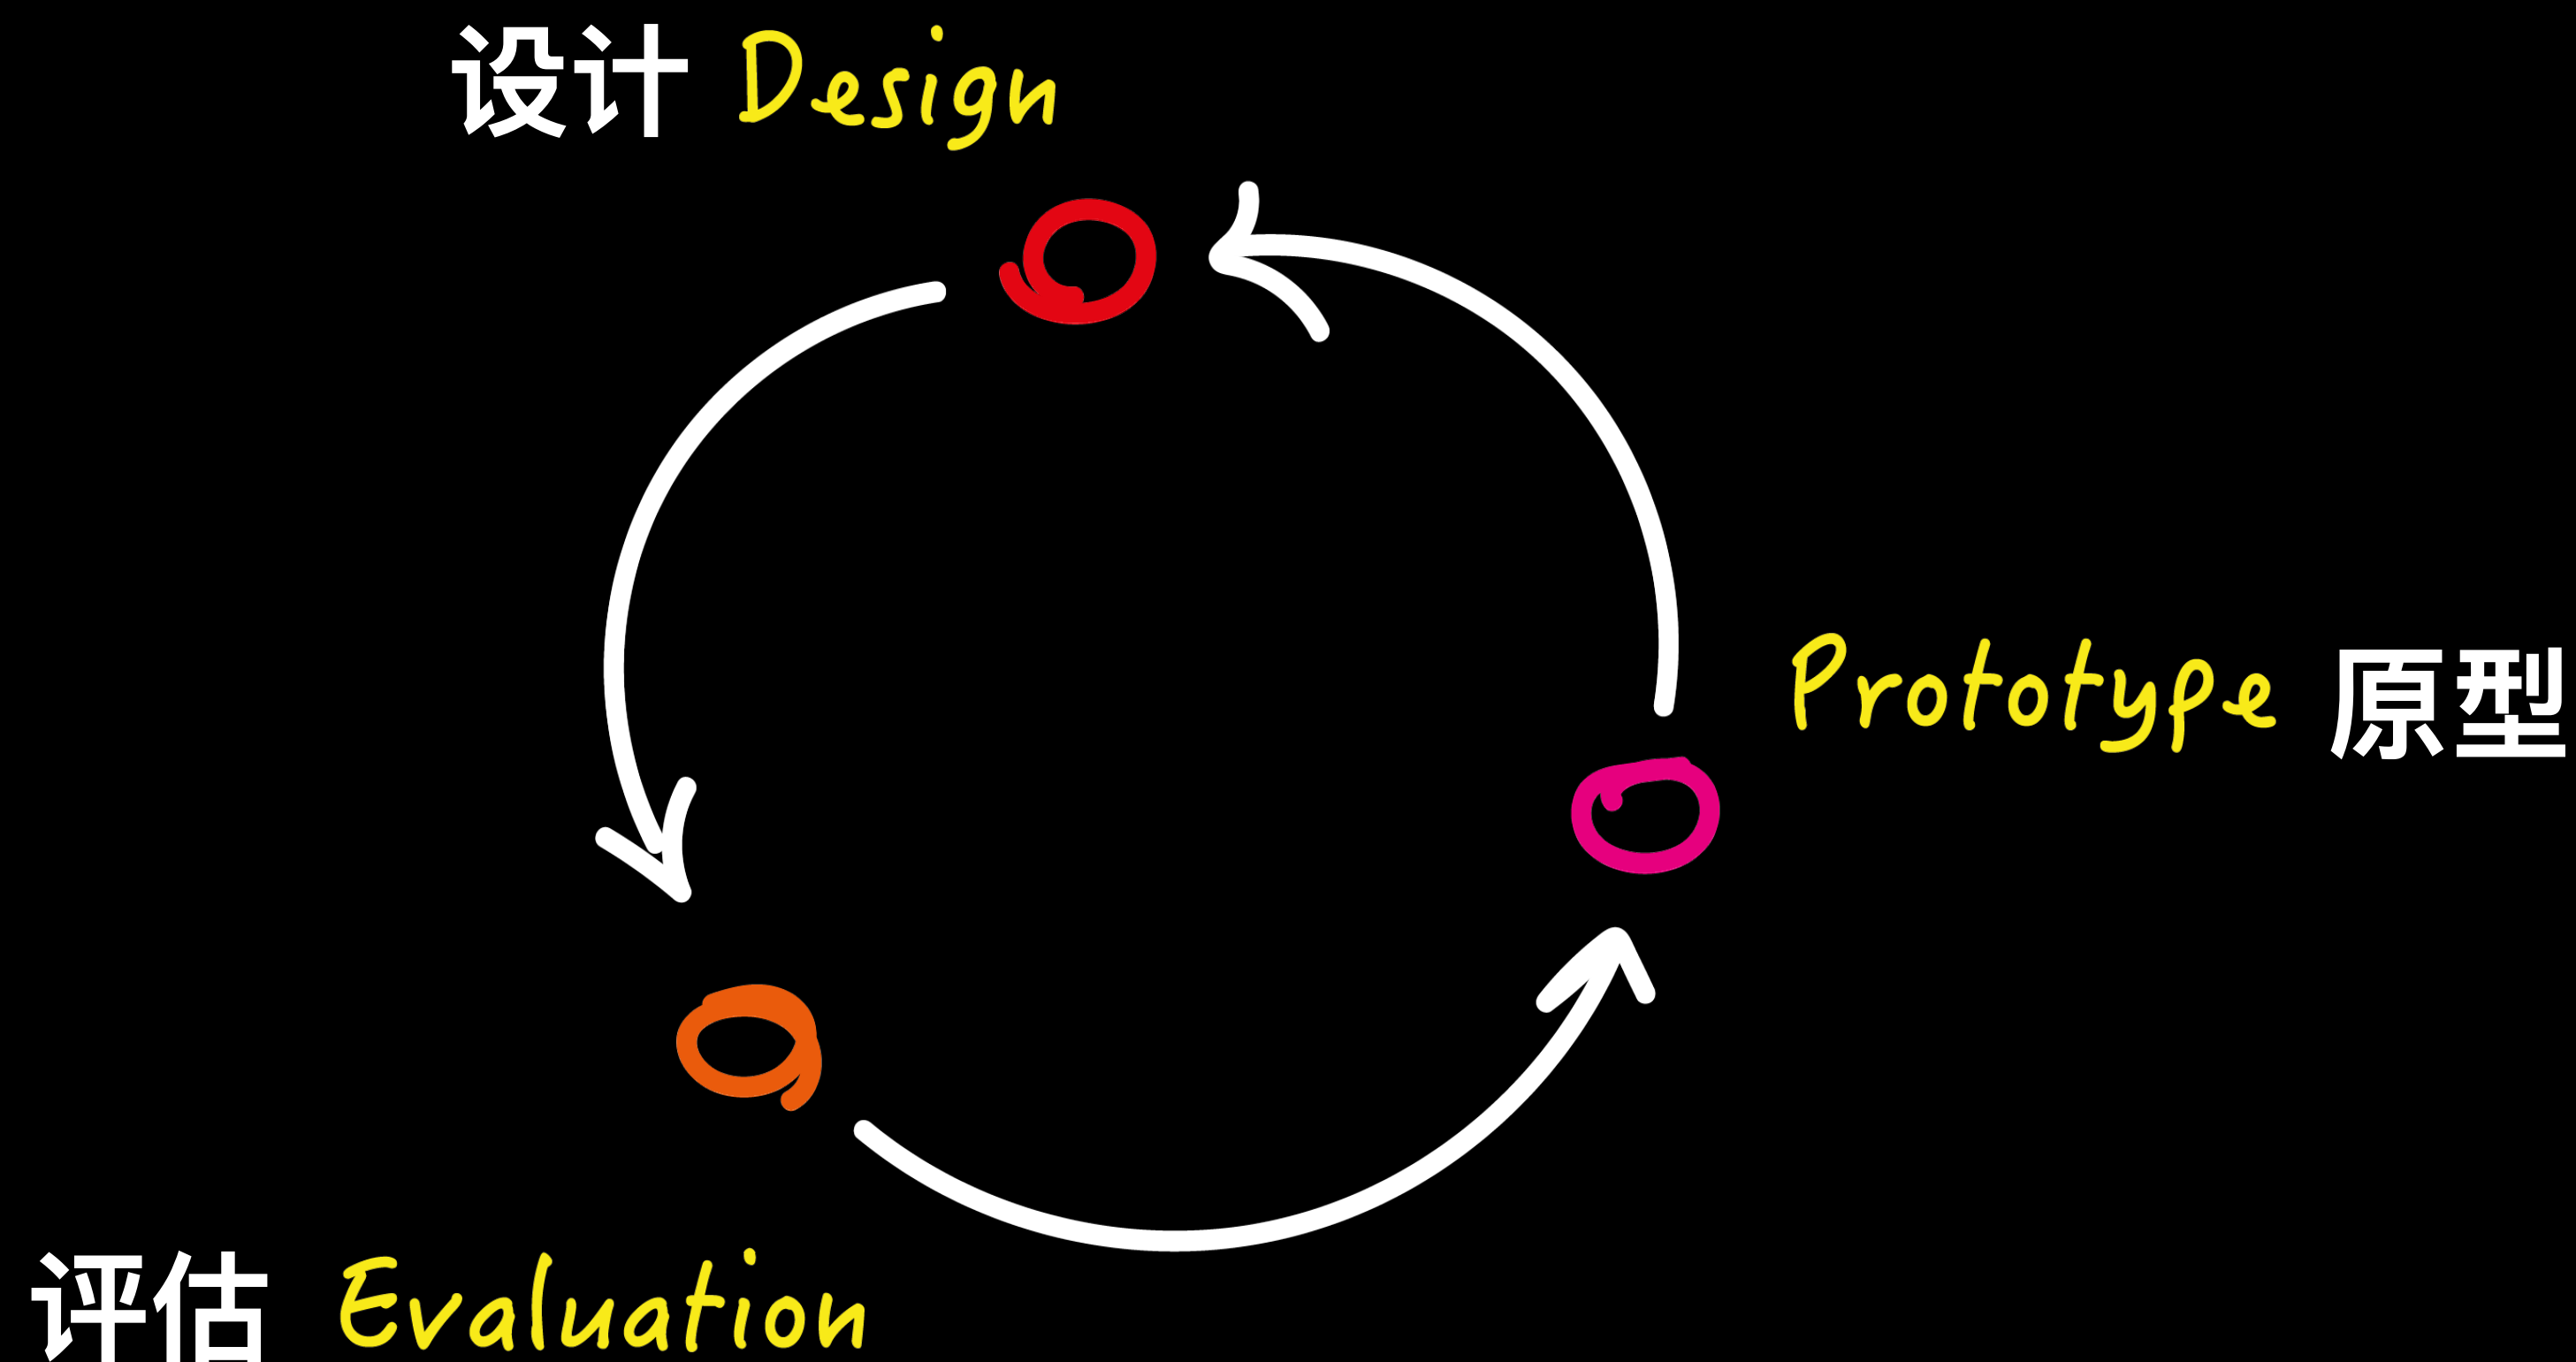 设计 Design
Prototype 原型
评估 Evaluation